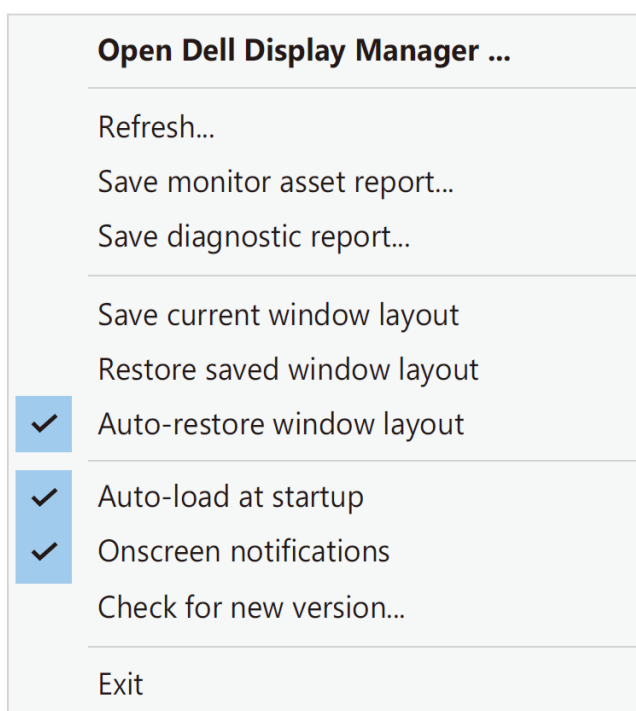 Open Dell Display Manager ...
Refresh...
Save monitor asset report...
Save diagnostic report...
Save current window layout
Restore saved window layout
Auto-restore window layout
Auto-load at startup
Onscreen notifications
Check for new version...
Exit